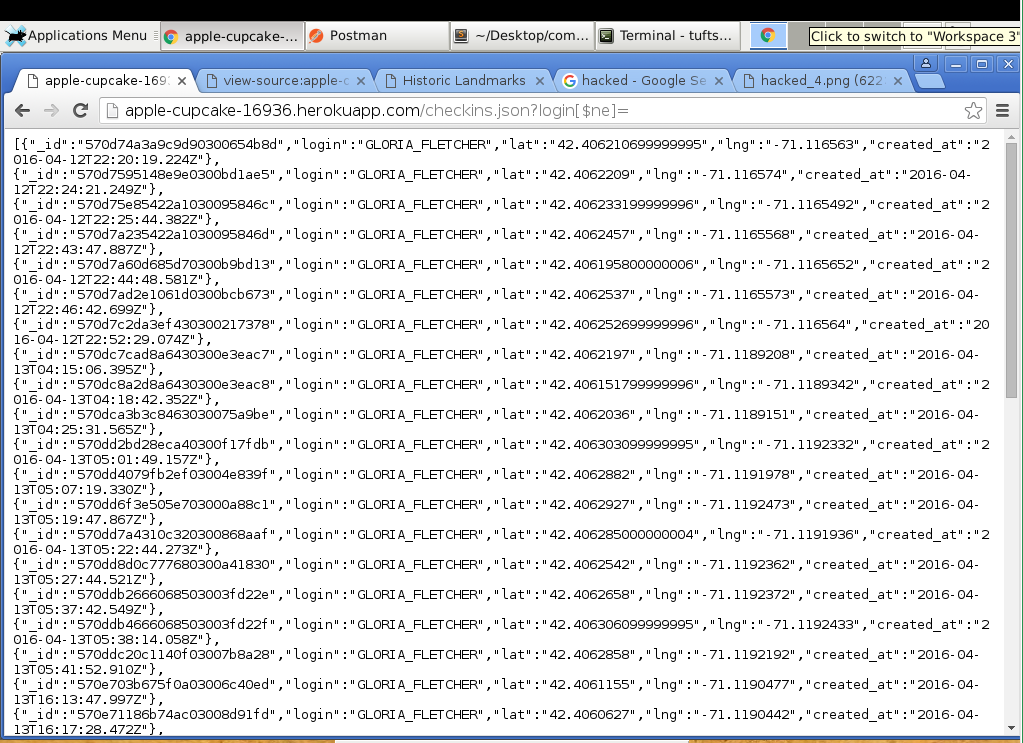 Applications Menu apple-cupcake-... Postman ~/Desktop/com... Terminal - tufts... Click to switch to "Workspace 3"
apple-cupcake-169 view-source:apple-c Historic Landmarks hacked - Google Se hacked_4.png (622
apple-cupcake-16936.herokuapp.com/checkins.json?login[$ne]=
[{"_id":"570d74a3a9c9d90300654b8d","login":"GLORIA_FLETCHER","lat":"42.406210699999995","lng":"-71.116563","created_at":"2
016-04-12T22:20:19.224Z"},
{"_id":"570d7595148e9e0300bd1ae5","login":"GLORIA_FLETCHER","lat":"42.4062209","lng":"-71.116574","created_at":"2016-04-
12T22:24:21.249Z"},
{"_id":"570d75e85422a1030095846c","login":"GLORIA_FLETCHER","lat":"42.406233199999996","lng":"-71.1165492","created_at":"2
016-04-12T22:25:44.382Z"},
{"_id":"570d7a235422a1030095846d","login":"GLORIA_FLETCHER","lat":"42.4062457","lng":"-71.1165568","created_at":"2016-04-
12T22:43:47.887Z"},
{"_id":"570d7a60d685d70300b9bd13","login":"GLORIA_FLETCHER","lat":"42.406195800000006","lng":"-71.1165652","created_at":"2
016-04-12T22:44:48.581Z"},
{"_id":"570d7ad2e1061d0300bcb673","login":"GLORIA_FLETCHER","lat":"42.4062537","lng":"-71.1165573","created_at":"2016-04-
12T22:46:42.699Z"},
{"_id":"570d7c2da3ef430300217378","login":"GLORIA_FLETCHER","lat":"42.406252699999996","lng":"-71.116564","created_at":"20
16-04-12T22:52:29.074Z"},
{"_id":"570dc7cad8a6430300e3eac7","login":"GLORIA_FLETCHER","lat":"42.4062197","lng":"-71.1189208","created_at":"2016-04-
13T04:15:06.395Z"},
{"_id":"570dc8a2d8a6430300e3eac8","login":"GLORIA_FLETCHER","lat":"42.406151799999996","lng":"-71.1189342","created_at":"2
016-04-13T04:18:42.352Z"},
{"_id":"570dca3b3c8463030075a9be","login":"GLORIA_FLETCHER","lat":"42.4062036","lng":"-71.1189151","created_at":"2016-04-
13T04:25:31.565Z"},
{"_id":"570dd2bd28eca40300f17fdb","login":"GLORIA_FLETCHER","lat":"42.406303099999995","lng":"-71.1192332","created_at":"2
016-04-13T05:01:49.157Z"},
{"_id":"570dd4079fb2ef03004e839f","login":"GLORIA_FLETCHER","lat":"42.4062882","lng":"-71.1191978","created_at":"2016-04-
13T05:07:19.330Z"},
{"_id":"570dd6f3e505e703000a88c1","login":"GLORIA_FLETCHER","lat":"42.4062927","lng":"-71.1192473","created_at":"2016-04-
13T05:19:47.867Z"},
{"_id":"570dd7a4310c320300868aaf","login":"GLORIA_FLETCHER","lat":"42.406285000000004","lng":"-71.1191936","created_at":"2
016-04-13T05:22:44.273Z"},
{"_id":"570dd8d0c777680300a41830","login":"GLORIA_FLETCHER","lat":"42.4062542","lng":"-71.1192362","created_at":"2016-04-
13T05:27:44.521Z"},
{"_id":"570ddb2666068503003fd22e","login":"GLORIA_FLETCHER","lat":"42.4062658","lng":"-71.1192372","created_at":"2016-04-
13T05:37:42.549Z"},
{"_id":"570ddb4666068503003fd22f","login":"GLORIA_FLETCHER","lat":"42.406306099999995","lng":"-71.1192433","created_at":"2
016-04-13T05:38:14.058Z"},
{"_id":"570ddc20c1140f03007b8a28","login":"GLORIA_FLETCHER","lat":"42.4062858","lng":"-71.1192192","created_at":"2016-04-
13T05:41:52.910Z"},
{"_id":"570e703b675f0a03006c40ed","login":"GLORIA_FLETCHER","lat":"42.4061155","lng":"-71.1190477","created_at":"2016-04-
13T16:13:47.997Z"},
{"_id":"570e71186b74ac03008d91fd","login":"GLORIA_FLETCHER","lat":"42.4060627","lng":"-71.1190442","created_at":"2016-04-
13T16:17:28.472Z"},